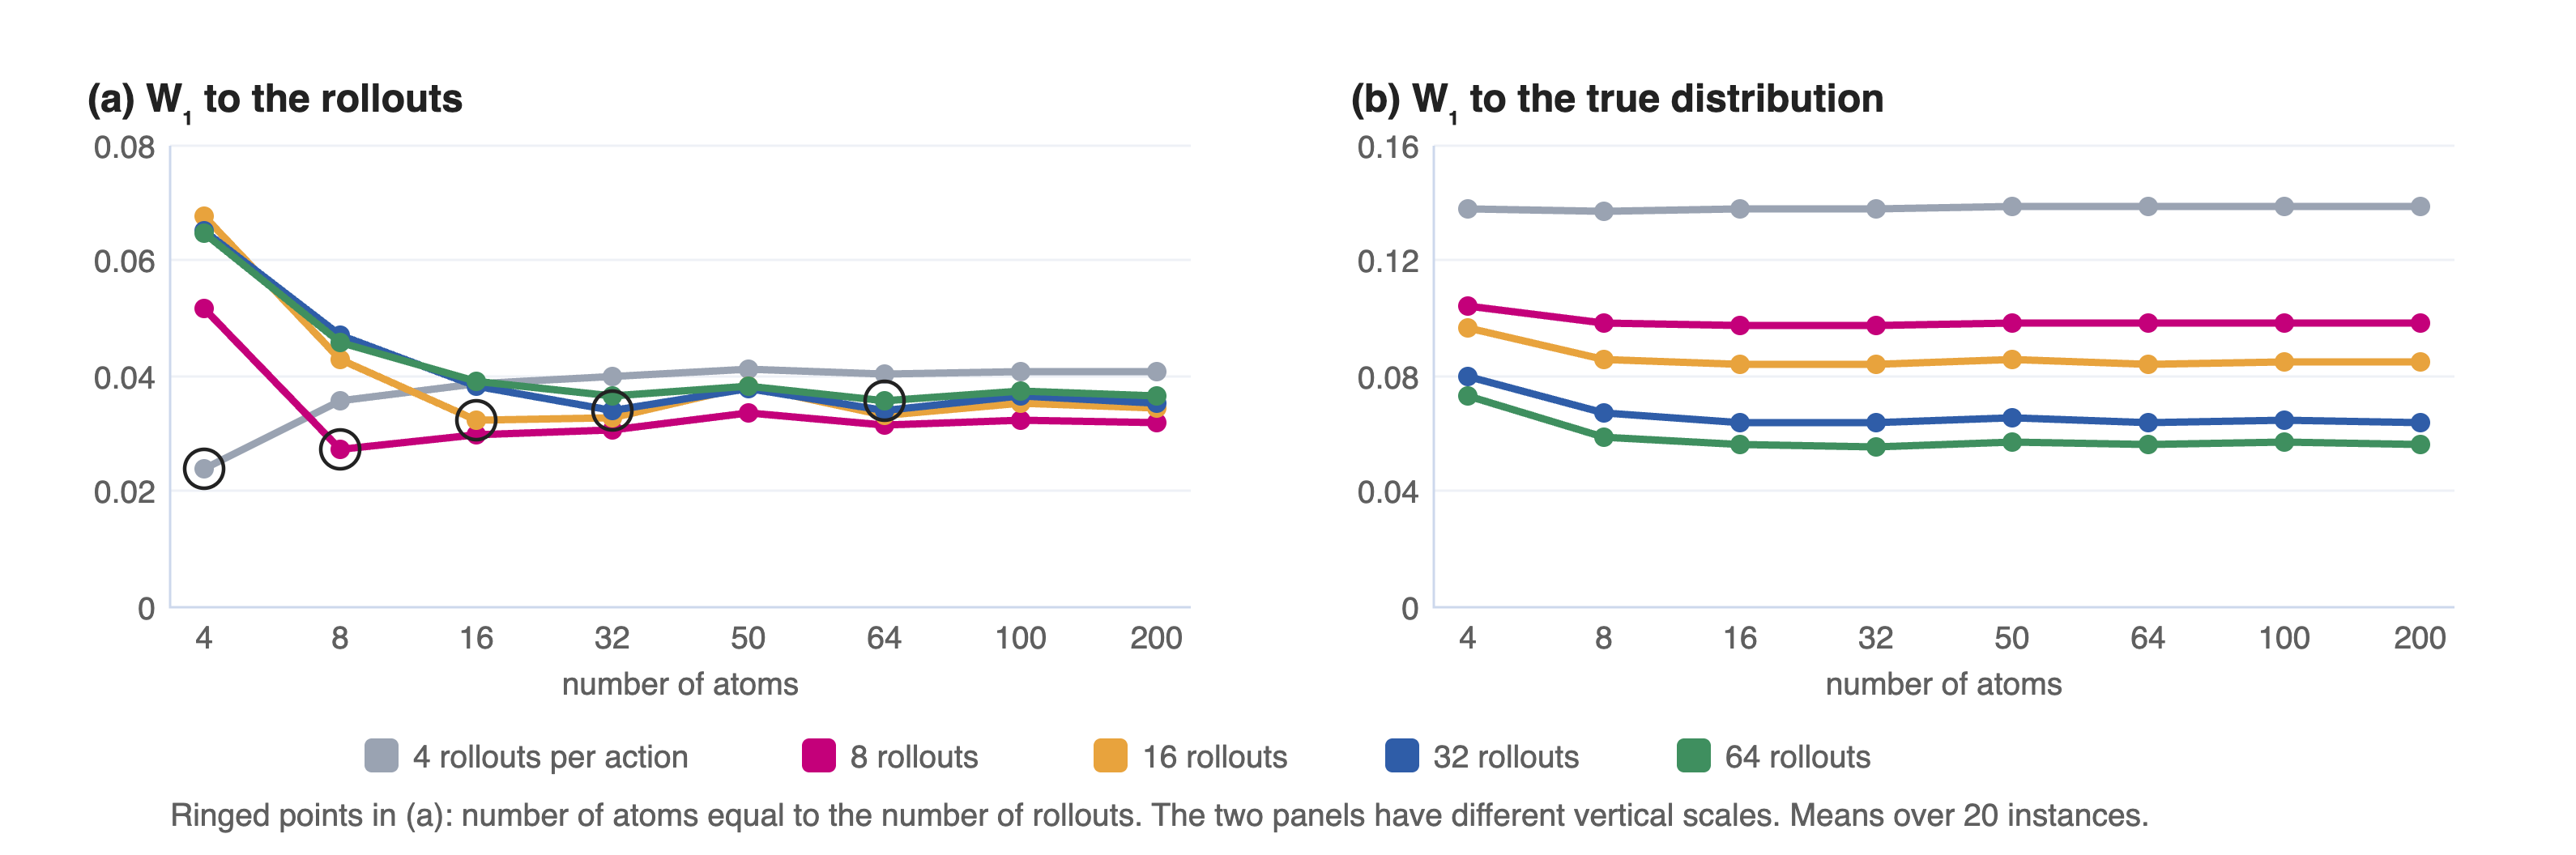 (a) W₁ to the rollouts
0.08
0.06
0.04
0.02
0
4 8 16 32 50 64 100 200
number of atoms
(b) W₁ to the true distribution
0.16
0.12
0.08
0.04
0
4 8 16 32 50 64 100 200
number of atoms
4 rollouts per action 8 rollouts 16 rollouts 32 rollouts 64 rollouts
Ringed points in (a): number of atoms equal to the number of rollouts. The two panels have different vertical scales. Means over 20 instances.